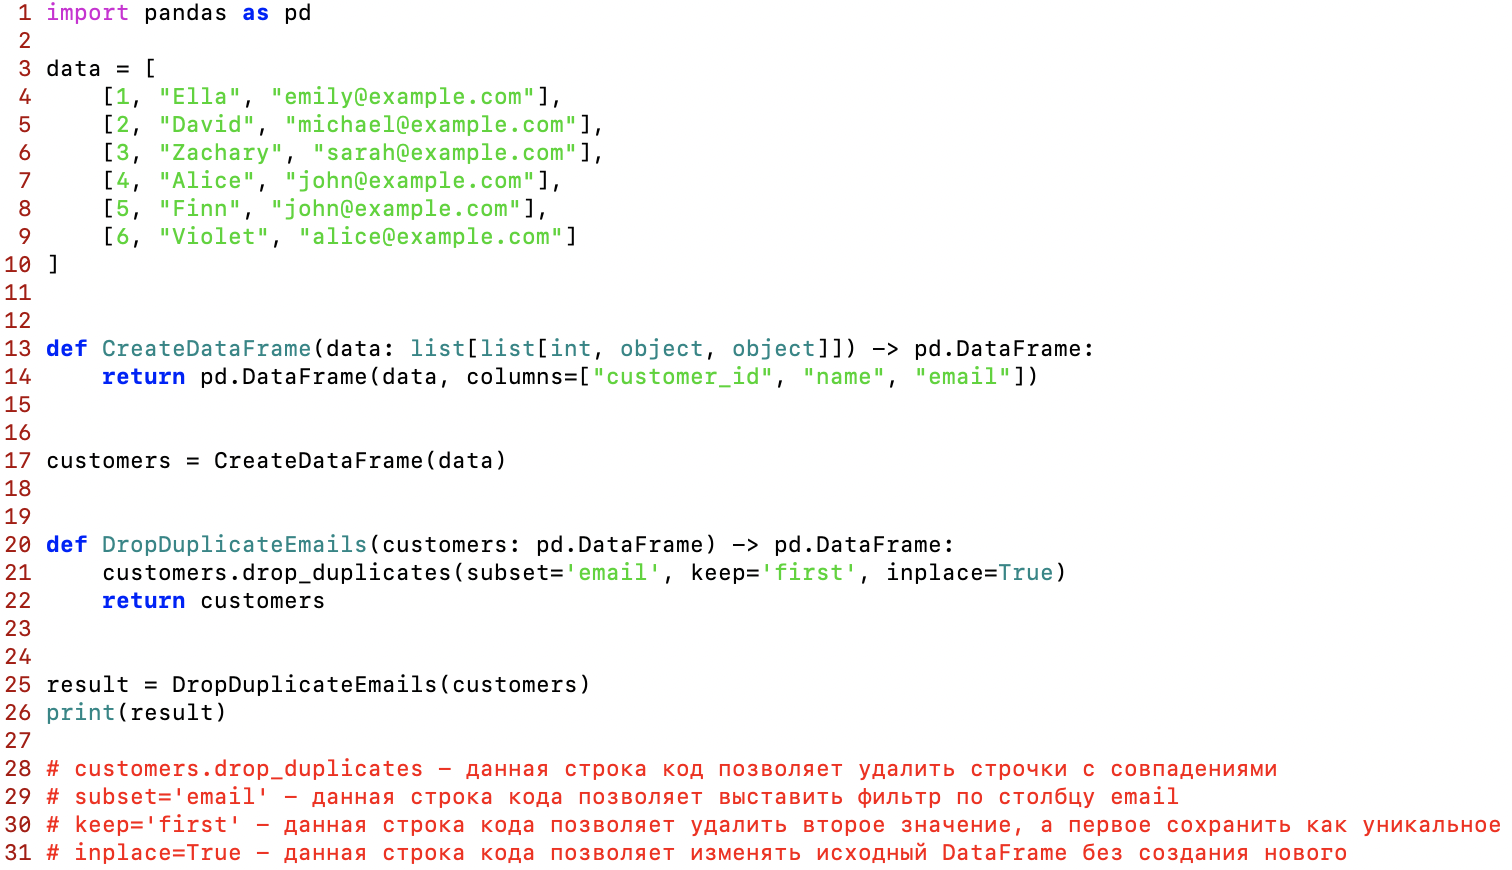 1 import pandas as pd
2
3 data = [
4     [1, "Ella", "emily@example.com"],
5     [2, "David", "michael@example.com"],
6     [3, "Zachary", "sarah@example.com"],
7     [4, "Alice", "john@example.com"],
8     [5, "Finn", "john@example.com"],
9     [6, "Violet", "alice@example.com"]
10 ]
11
12
13 def CreateDataFrame(data: list[list[int, object, object]]) -> pd.DataFrame:
14     return pd.DataFrame(data, columns=["customer_id", "name", "email"])
15
16
17 customers = CreateDataFrame(data)
18
19
20 def DropDuplicateEmails(customers: pd.DataFrame) -> pd.DataFrame:
21     customers.drop_duplicates(subset='email', keep='first', inplace=True)
22     return customers
23
24
25 result = DropDuplicateEmails(customers)
26 print(result)
27
28 # customers.drop_duplicates – данная строка код позволяет удалить строчки с совпадениями
29 # subset='email' – данная строка кода позволяет выставить фильтр по столбцу email
30 # keep='first' – данная строка кода позволяет удалить второе значение, а первое сохранить как уникальное
31 # inplace=True – данная строка кода позволяет изменять исходный DataFrame без создания нового